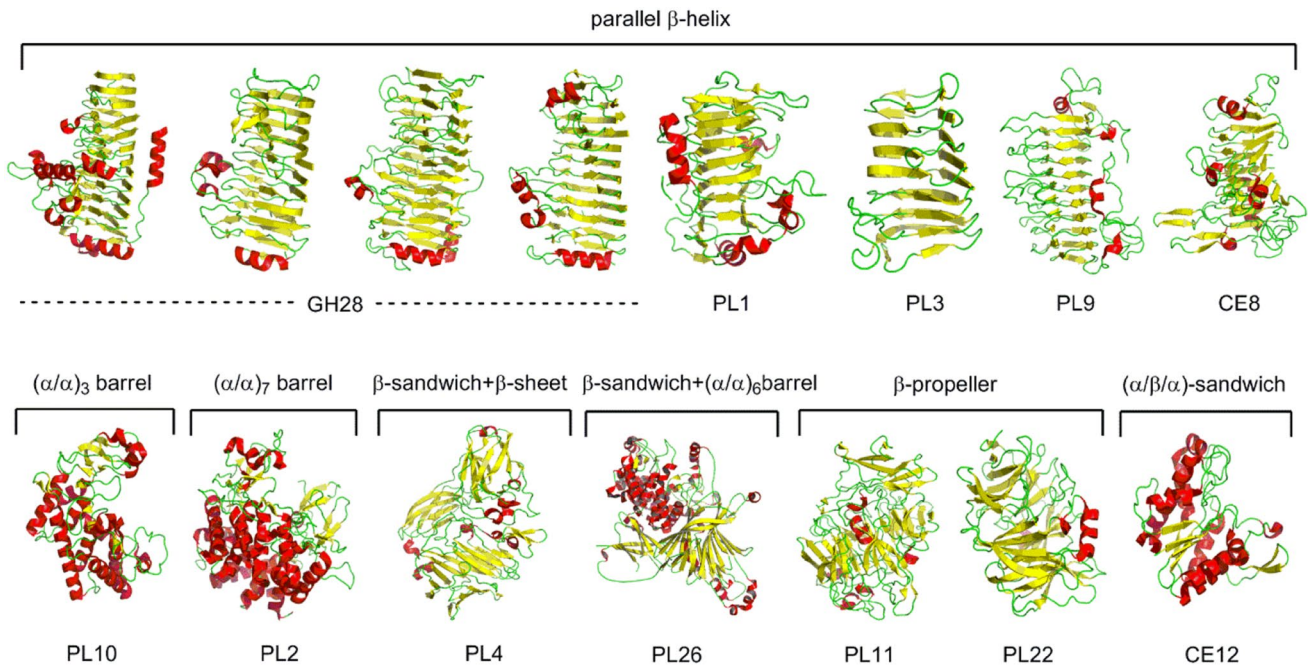 parallel β-helix
GH28 PL1 PL3 PL9 CE8
(α/α)₃ barrel (α/α)₇ barrel β-sandwich+β-sheet β-sandwich+(α/α)₆barrel β-propeller (α/β/α)-sandwich
PL10 PL2 PL4 PL26 PL11 PL22 CE12